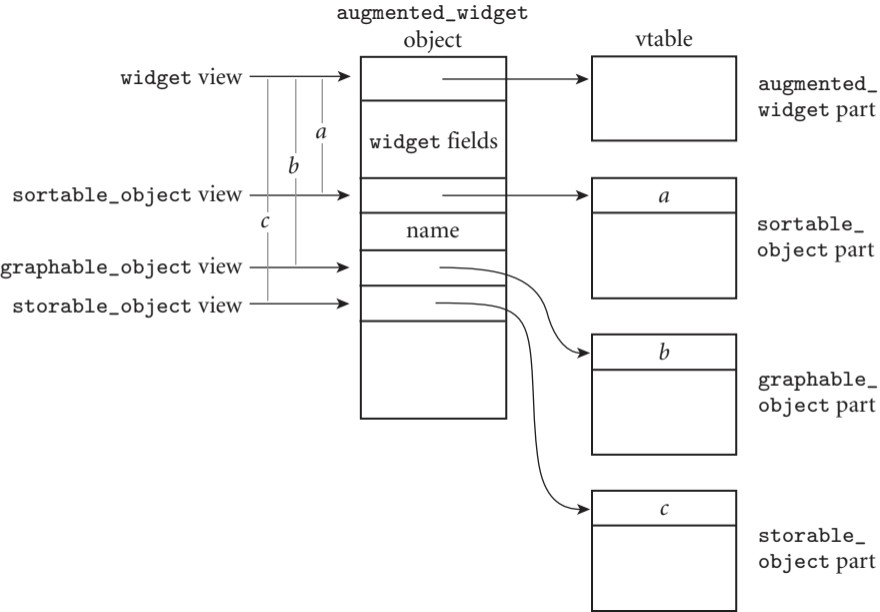 augmented_widget
object
vtable
widget view
augmented_
widget part
a
widget fields
b
sortable_object view
a
c
name
sortable_
object part
graphable_object view
storable_object view
b
graphable_
object part
c
storable_
object part